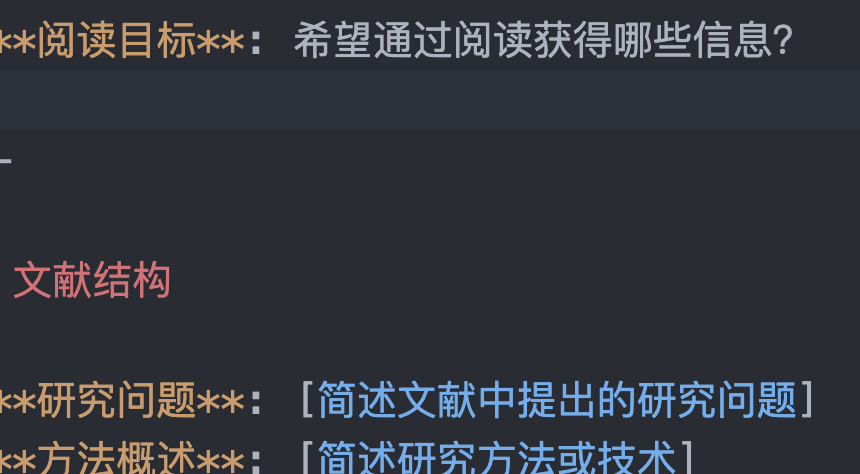 **阅读目标**: 希望通过阅读获得哪些信息?
-
文献结构
**研究问题**: [简述文献中提出的研究问题]
**方法概述**: [简述研究方法或技术]